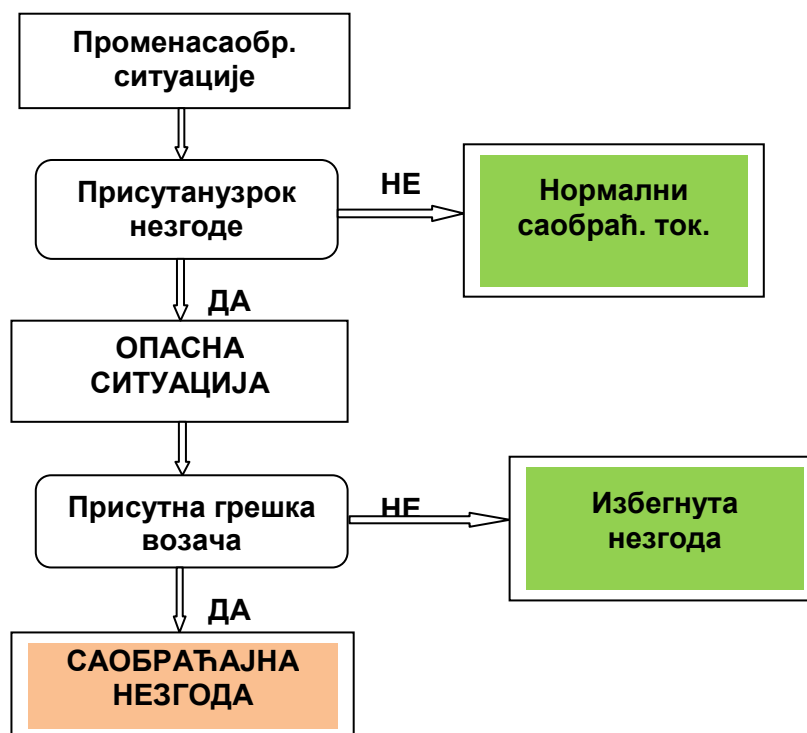 Променасаобр.
ситуације
Присутанузрок
незгоде
НЕ
Нормални
саобраћ. ток.
ДА
ОПАСНА
СИТУАЦИЈА
Присутна грешка
возача
НЕ
Избегнута
незгода
ДА
САОБРАЋАЈНА
НЕЗГОДА